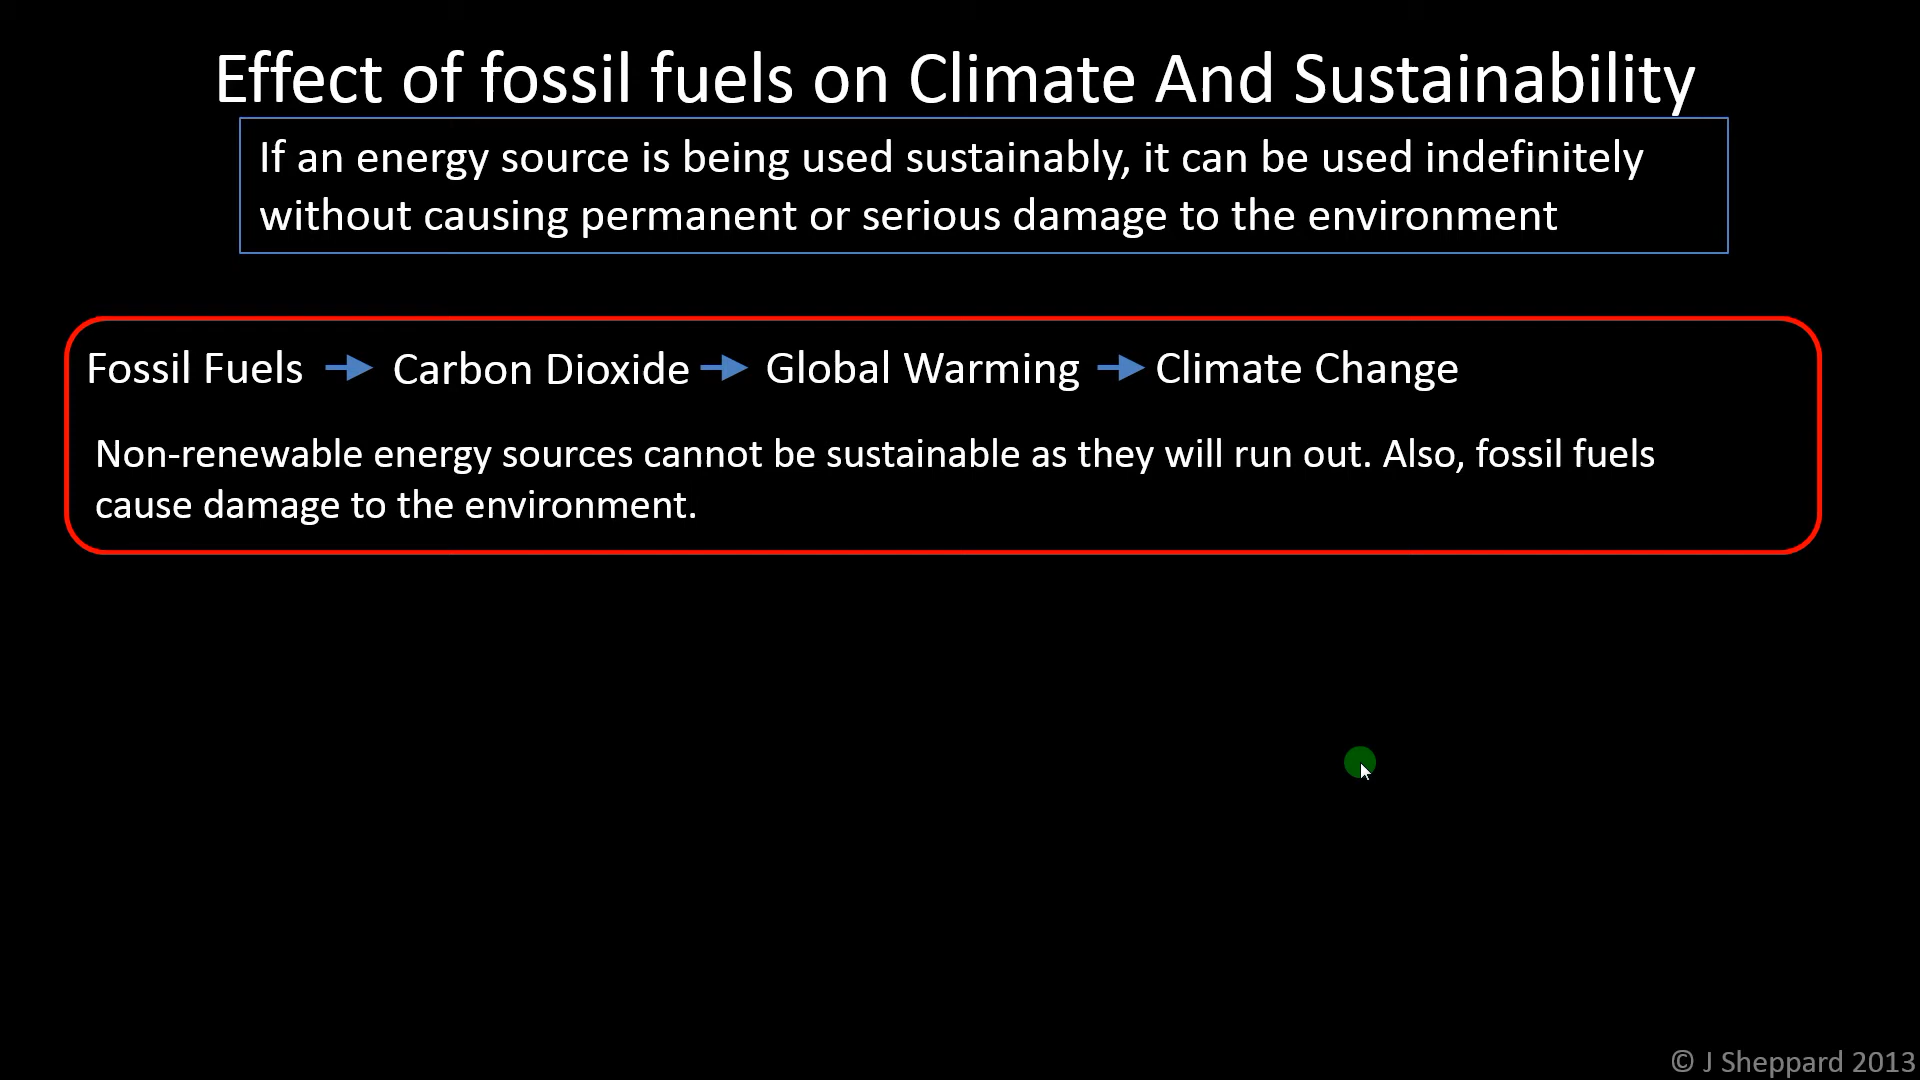 Effect of fossil fuels on Climate And Sustainability
If an energy source is being used sustainably, it can be used indefinitely
without causing permanent or serious damage to the environment
Fossil Fuels Carbon Dioxide Global Warming Climate Change
Non-renewable energy sources cannot be sustainable as they will run out. Also, fossil fuels
cause damage to the environment.
© J Sheppard 2013